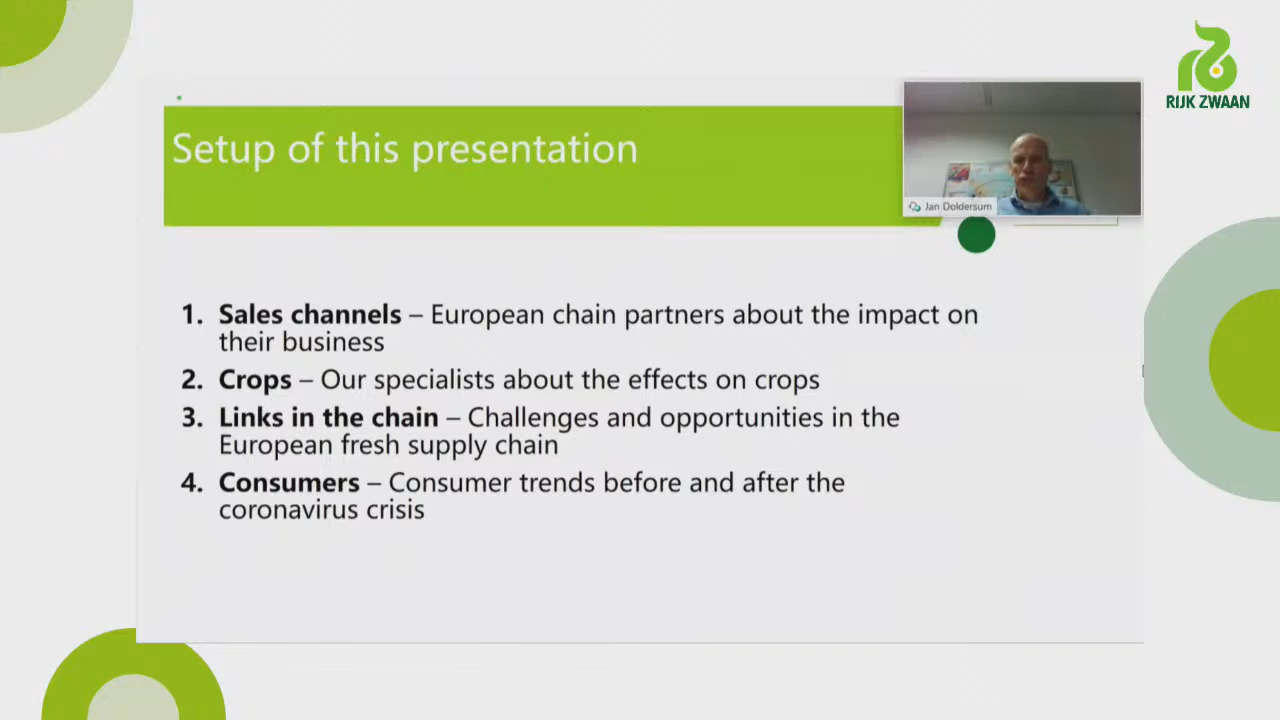 RIJK ZWAAN
Setup of this presentation
Jan Doldersum
1. Sales channels – European chain partners about the impact on
their business
2. Crops – Our specialists about the effects on crops
3. Links in the chain – Challenges and opportunities in the
European fresh supply chain
4. Consumers – Consumer trends before and after the
coronavirus crisis